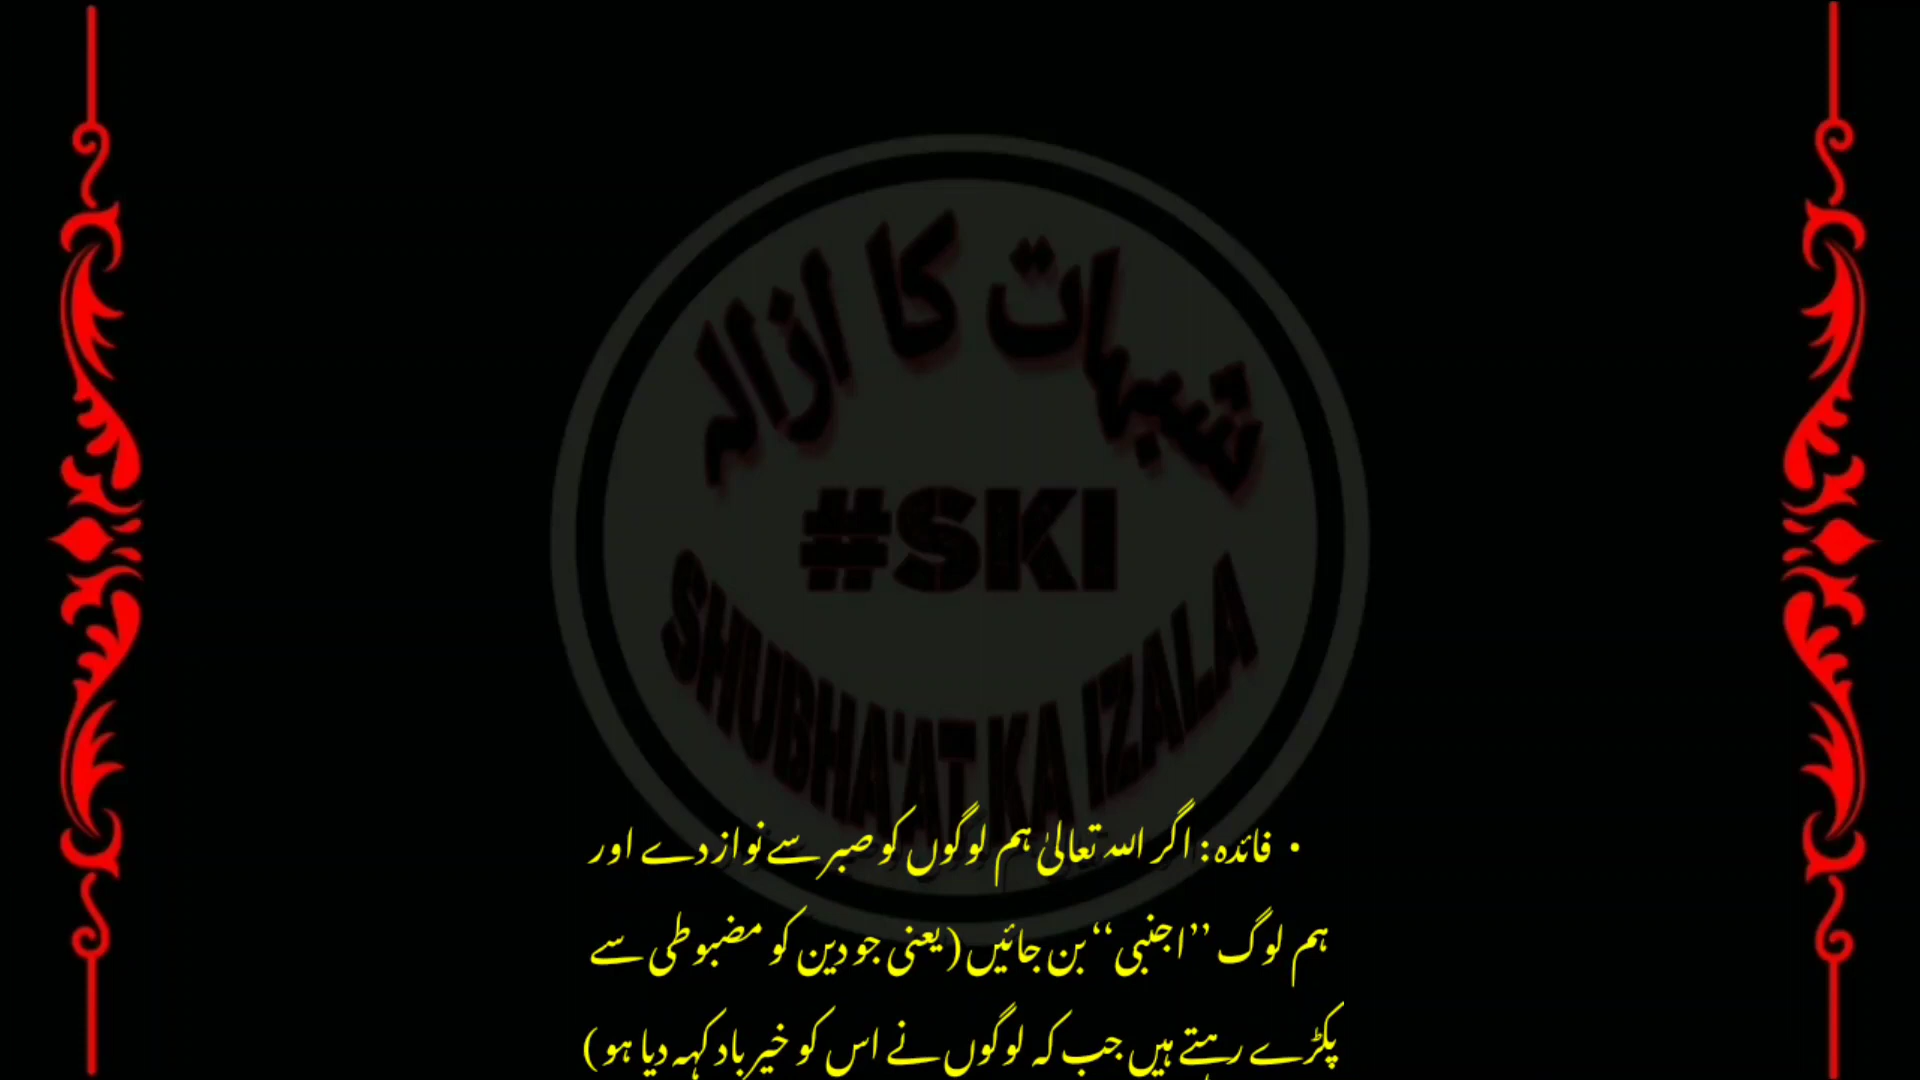 شبہات کا ازالہ
#SKI
SHUBHA'AT KA IZALA
• فائدہ: اگر اللہ تعالیٰ ہم لوگوں کو صبر سے نواز دے اور
ہم لوگ ”اجنبی“ بن جائیں (یعنی جو دین کو مضبوطی سے
پکڑے رہتے ہیں جب کہ لوگوں نے اس کو خیر باد کہہ دیا ہو)